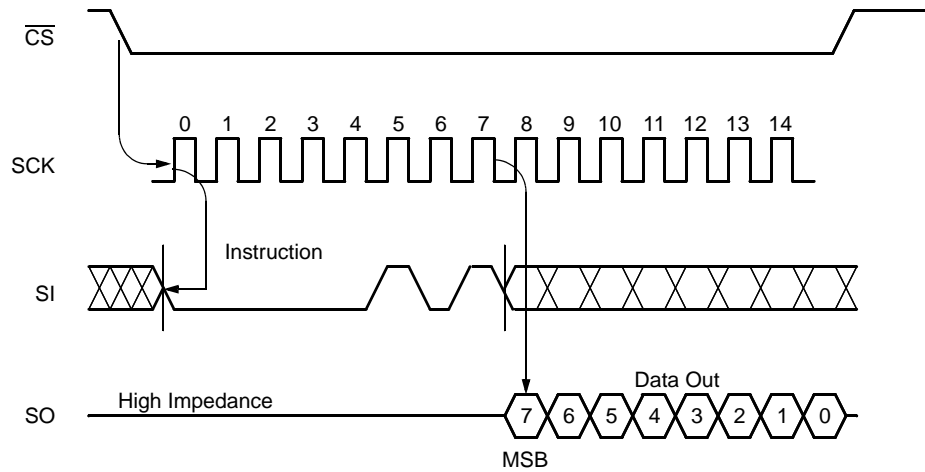 CS
0 1 2 3 4 5 6 7 8 9 10 11 12 13 14
SCK
Instruction
SI
High Impedance
Data Out
SO
7 6 5 4 3 2 1 0
MSB